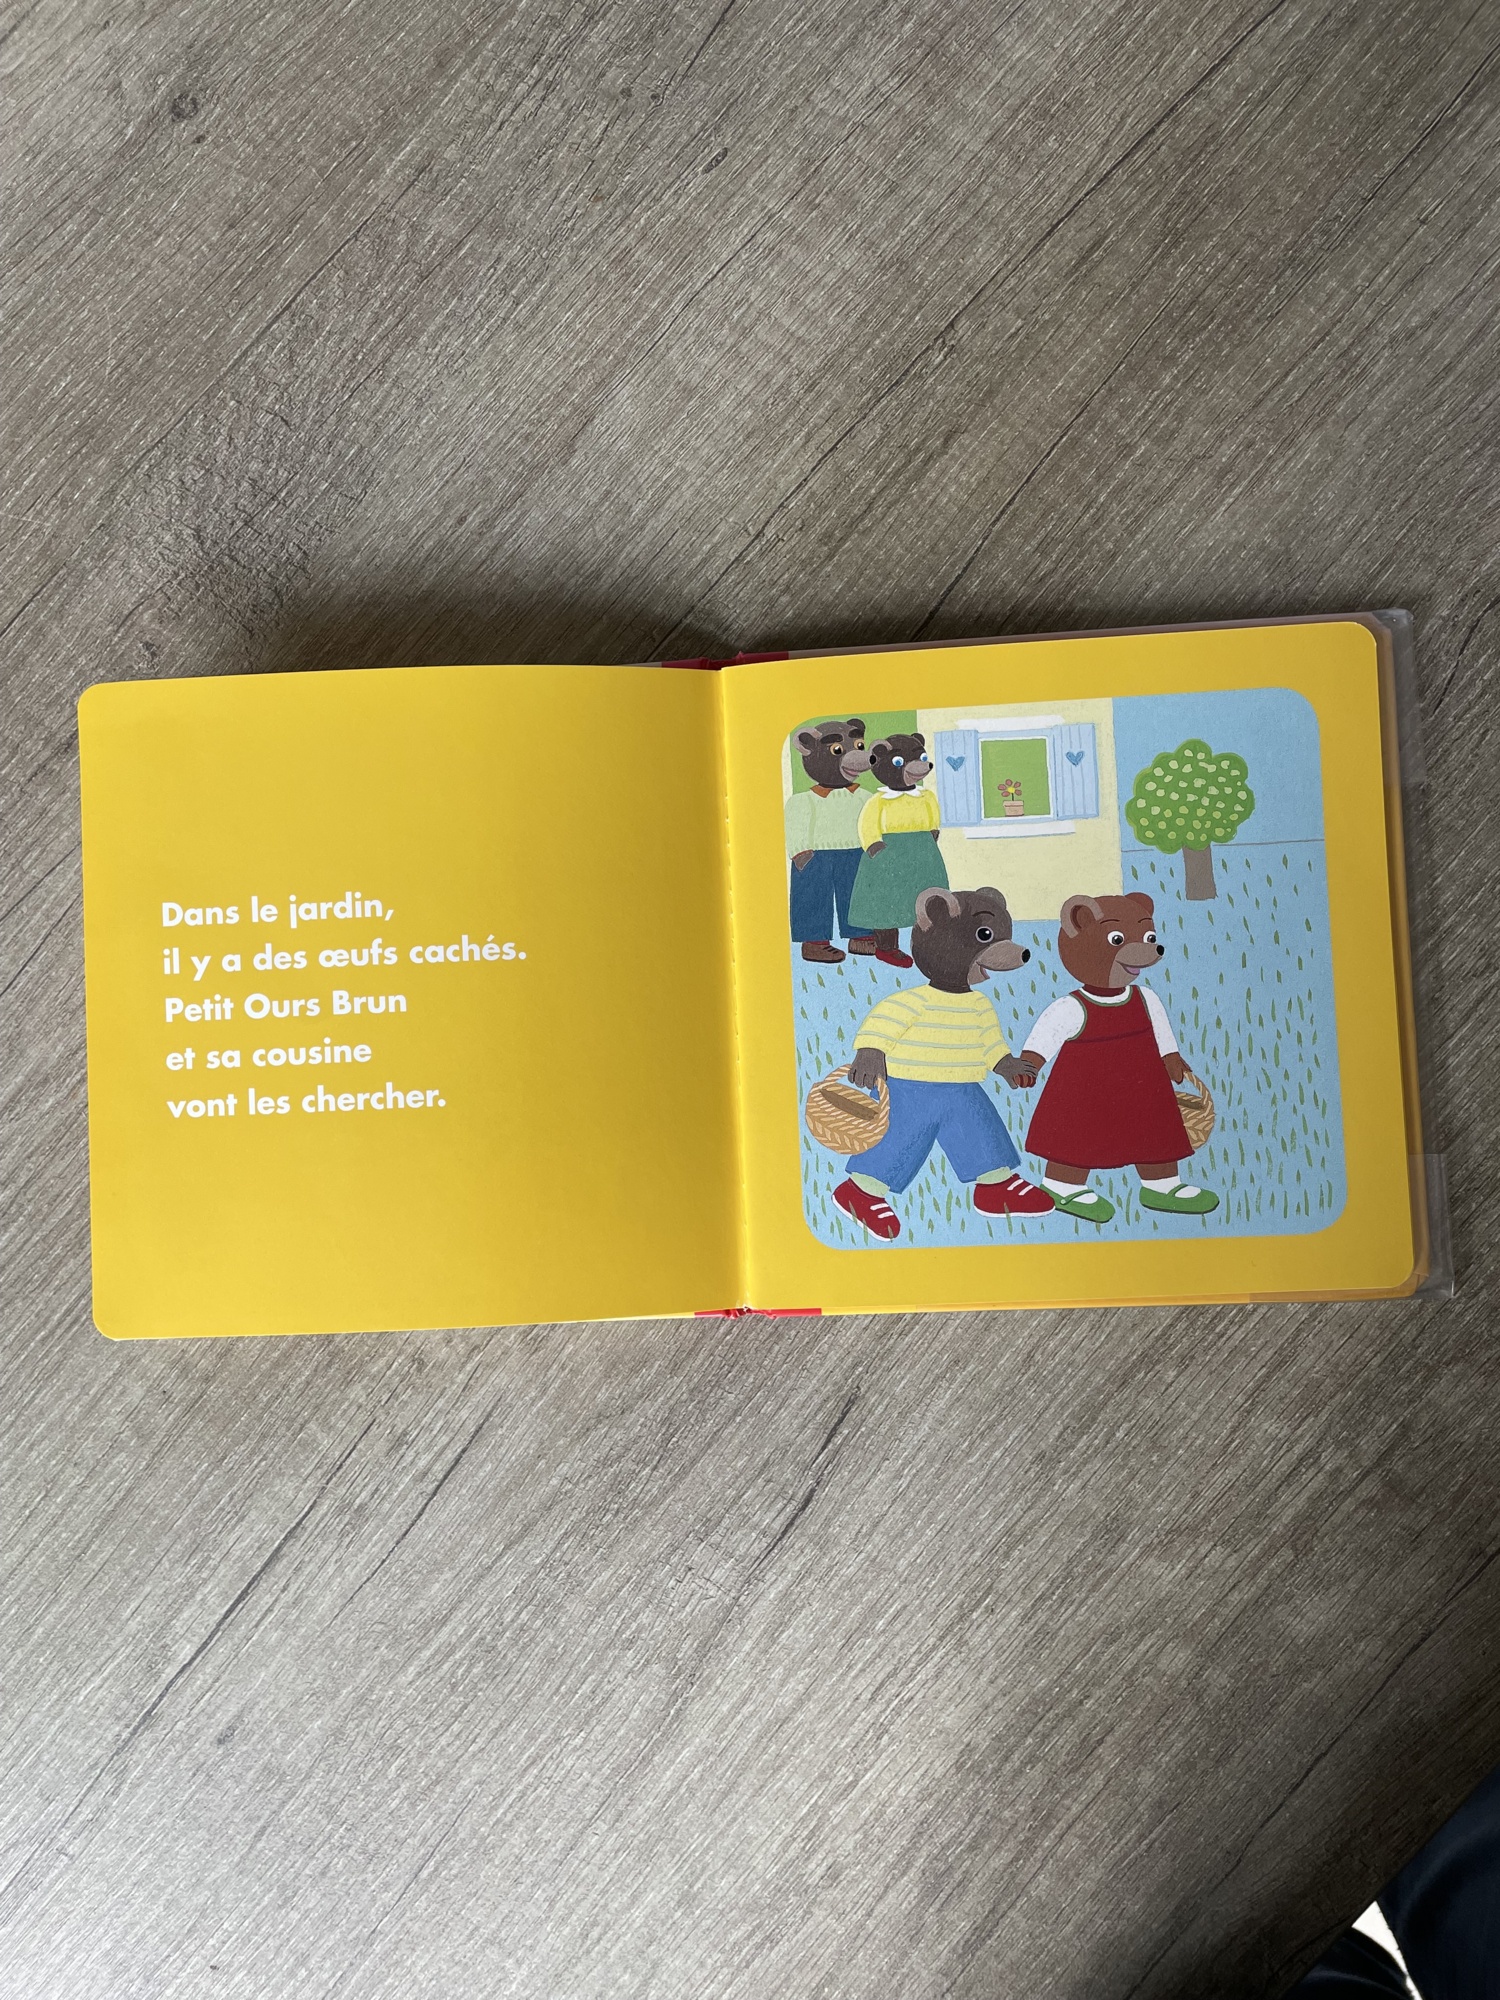 Dans le jardin,
il y a des œufs cachés.
Petit Ours Brun
et sa cousine
vont les chercher.